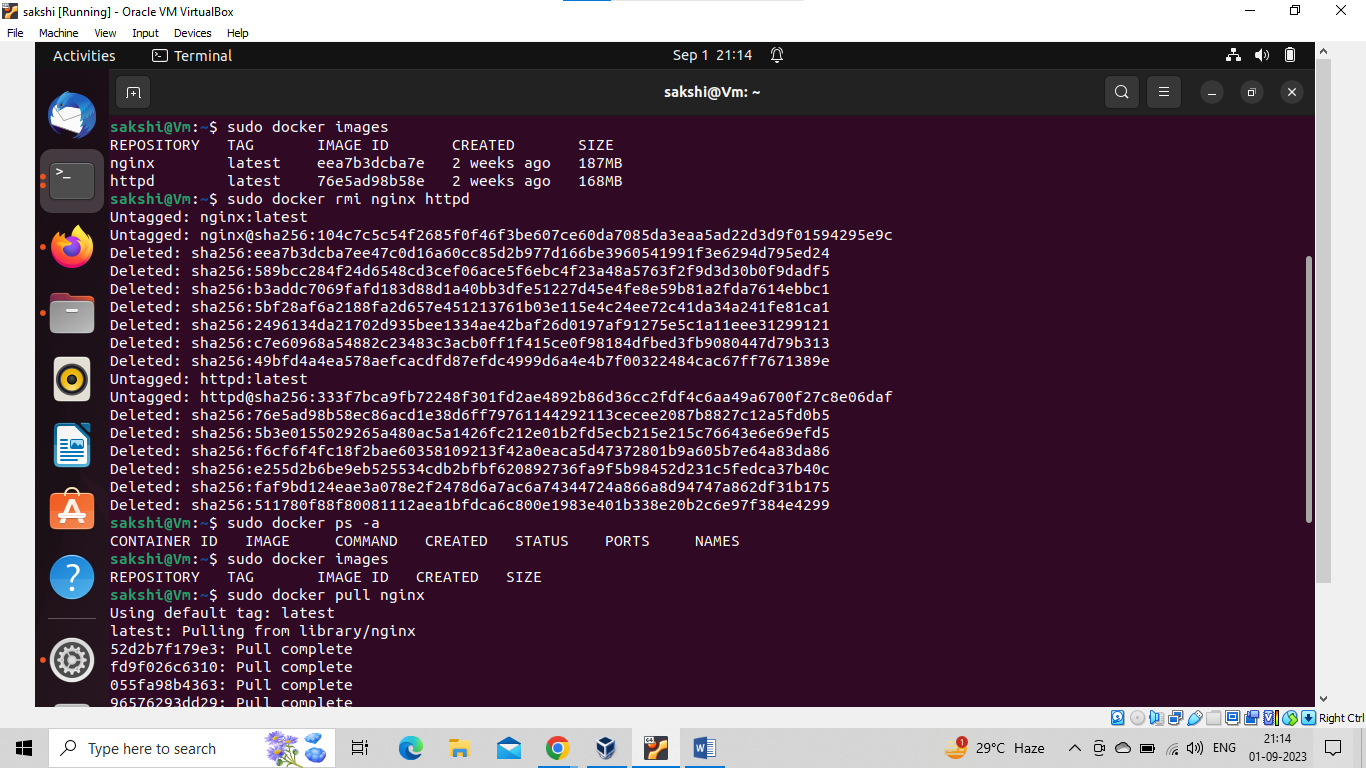 sakshi [Running] - Oracle VM VirtualBox
File Machine View Input Devices Help
Activities Terminal Sep 1 21:14
sakshi@Vm: ~
sakshi@Vm:~$ sudo docker images
REPOSITORY TAG IMAGE ID CREATED SIZE
nginx latest eea7b3dcba7e 2 weeks ago 187MB
httpd latest 76e5ad98b58e 2 weeks ago 168MB
sakshi@Vm:~$ sudo docker rmi nginx httpd
Untagged: nginx:latest
Untagged: nginx@sha256:104c7c5c54f2685f0f46f3be607ce60da7085da3eaa5ad22d3d9f01594295e9c
Deleted: sha256:eea7b3dcba7ee47c0d16a60cc85d2b977d166be3960541991f3e6294d795ed24
Deleted: sha256:589bcc284f24d6548cd3cef06ace5f6ebc4f23a48a5763f2f9d3d30b0f9dadf5
Deleted: sha256:b3addc7069fafd183d88d1a40bb3dfe51227d45e4fe8e59b81a2fda7614ebbc1
Deleted: sha256:5bf28af6a2188fa2d657e451213761b03e115e4c24ee72c41da34a241fe81ca1
Deleted: sha256:2496134da21702d935bee1334ae42baf26d0197af91275e5c1a11eee31299121
Deleted: sha256:c7e60968a54882c23483c3acb0ff1f415ce0f98184dfbed3fb9080447d79b313
Deleted: sha256:49bfd4a4ea578aefcacdfd87efdc4999d6a4e4b7f00322484cac67ff7671389e
Untagged: httpd:latest
Untagged: httpd@sha256:333f7bca9fb72248f301fd2ae4892b86d36cc2fdf4c6aa49a6700f27c8e06daf
Deleted: sha256:76e5ad98b58ec86acd1e38d6ff79761144292113cecee2087b8827c12a5fd0b5
Deleted: sha256:5b3e0155029265a480ac5a1426fc212e01b2fd5ecb215e215c76643e6e69efd5
Deleted: sha256:f6cf6f4fc18f2bae60358109213f42a0eaca5d47372801b9a605b7e64a83da86
Deleted: sha256:e255d2b6be9eb525534cdb2bfbf620892736fa9f5b98452d231c5fedca37b40c
Deleted: sha256:faf9bd124eae3a078e2f2478d6a7ac6a74344724a866a8d94747a862df31b175
Deleted: sha256:511780f88f80081112aea1bfdca6c800e1983e401b338e20b2c6e97f384e4299
sakshi@Vm:~$ sudo docker ps -a
CONTAINER ID IMAGE COMMAND CREATED STATUS PORTS NAMES
sakshi@Vm:~$ sudo docker images
REPOSITORY TAG IMAGE ID CREATED SIZE
sakshi@Vm:~$ sudo docker pull nginx
Using default tag: latest
latest: Pulling from library/nginx
52d2b7f179e3: Pull complete
fd9f026c6310: Pull complete
055fa98b4363: Pull complete
96576293dd29: Pull complete
Right Ctrl
Type here to search
1
29°C Haze ENG 21:14
01-09-2023